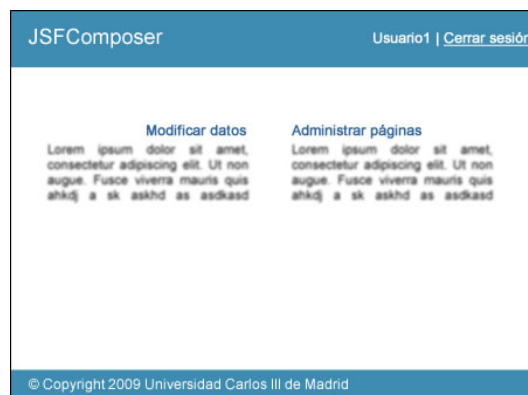 JSFComposer
Usuario1 | Cerrar sesión
Modificar datos
Lorem ipsum dolor sit amet,
consectetur adipiscing elit. Ut non
augue. Fusce viverra mauris quis
ahkdj a sk askhd as asdkasd
Administrar páginas
Lorem ipsum dolor sit amet,
consectetur adipiscing elit. Ut non
augue. Fusce viverra mauris quis
ahkdj a sk askhd as asdkasd
© Copyright 2009 Universidad Carlos III de Madrid